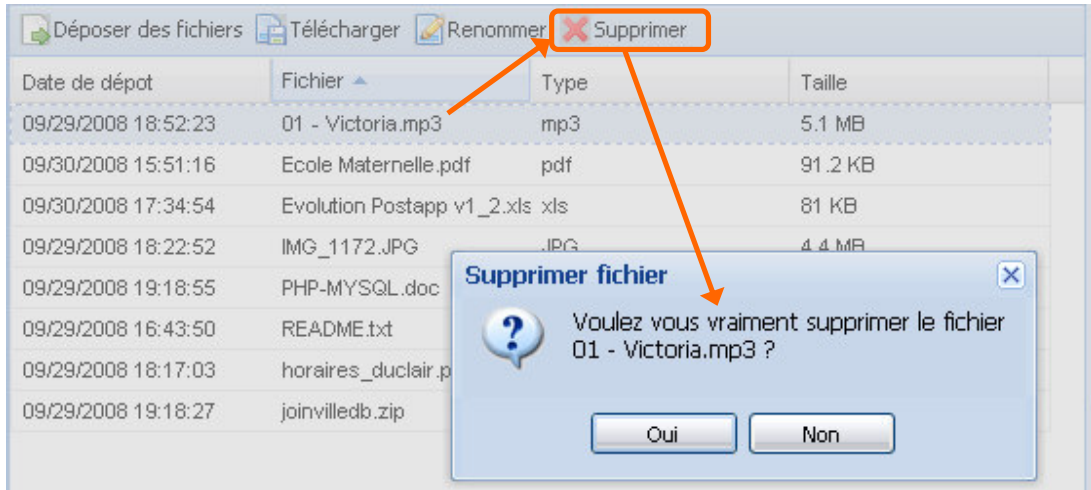 Déposer des fichiers Télécharger Renommer Supprimer
Date de dépot Fichier Type Taille
09/29/2008 18:52:23 01 - Victoria.mp3 mp3 5.1 MB
09/30/2008 15:51:16 Ecole Maternelle.pdf pdf 91.2 KB
09/30/2008 17:34:54 Evolution Postapp v1_2.xls xls 81 KB
09/29/2008 18:22:52 IMG_1172.JPG JPG 4.4 MB
09/29/2008 19:18:55 PHP-MYSQL.doc
09/29/2008 16:43:50 README.txt
09/29/2008 18:17:03 horaires_duclair.p
09/29/2008 19:18:27 joinvilledb.zip
Supprimer fichier
Voulez vous vraiment supprimer le fichier
01 - Victoria.mp3 ?
Oui Non